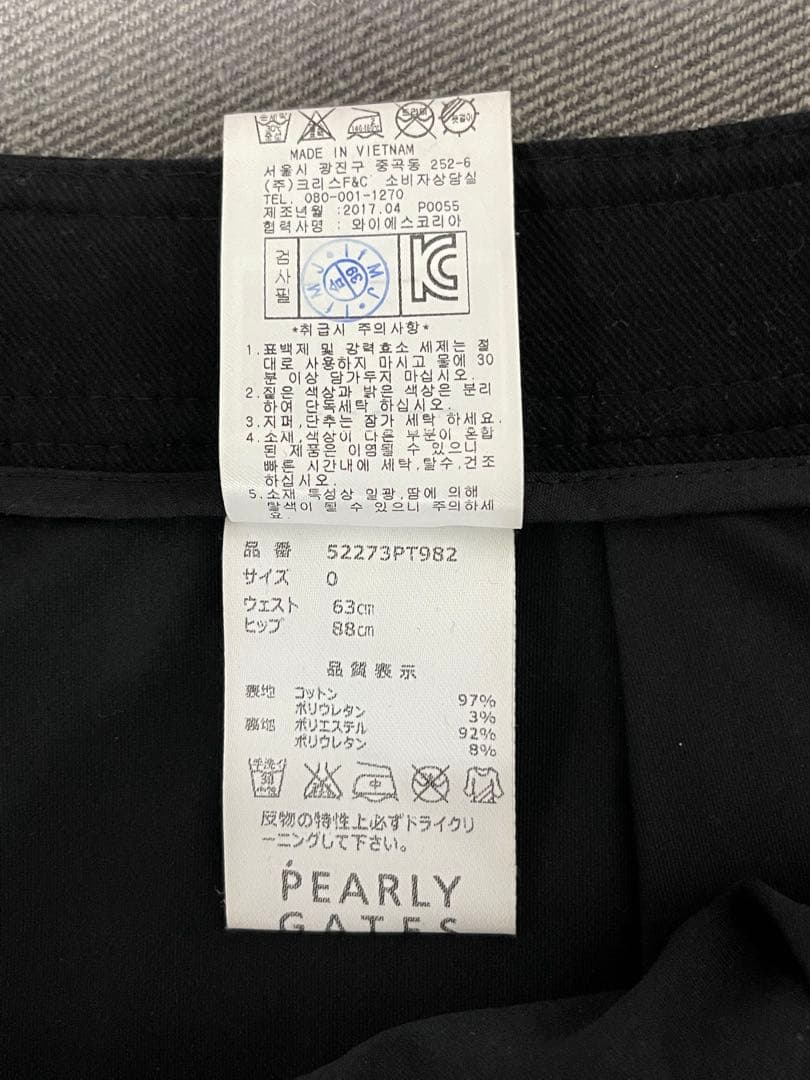 MADE IN VIETNAM
서울시 광진구 중곡동 252-6
(주)크리스F&C 소비자상담실
TEL. 080-001-1270
제조년월 : 2017.04 P0055
협력사명 : 와이에스코리아
검사필
*취급시 주의사항*
1.표백제 및 강력효소 세제는 절
대로 사용하지 마시고 물에 30
분 이상 담가두지 마십시오.
2.짙은 색상과 밝은 색상은 분리
하여 단독세탁 하십시오.
3.지퍼,단추는 잠가 세탁 하세요.
4.소재,색상이 다른 부분이 혼합
된 제품은 이염될 수 있으니
빠른 시간내에 세탁,탈수,건조
하십시오.
5.소재 특성상 일광,땀에 의해
탈색이 될 수 있으니 주의하세
요.
品番 52273PT982
サイズ 0
ウェスト 63cm
ヒップ 88cm
品質表示
表地 コットン 97%
ポリウレタン 3%
裏地 ポリエステル 92%
ポリウレタン 8%
手洗イ
30
中
反物の特性上必ずドライクリ
ーニングして下さい。
PEARLY
GATES